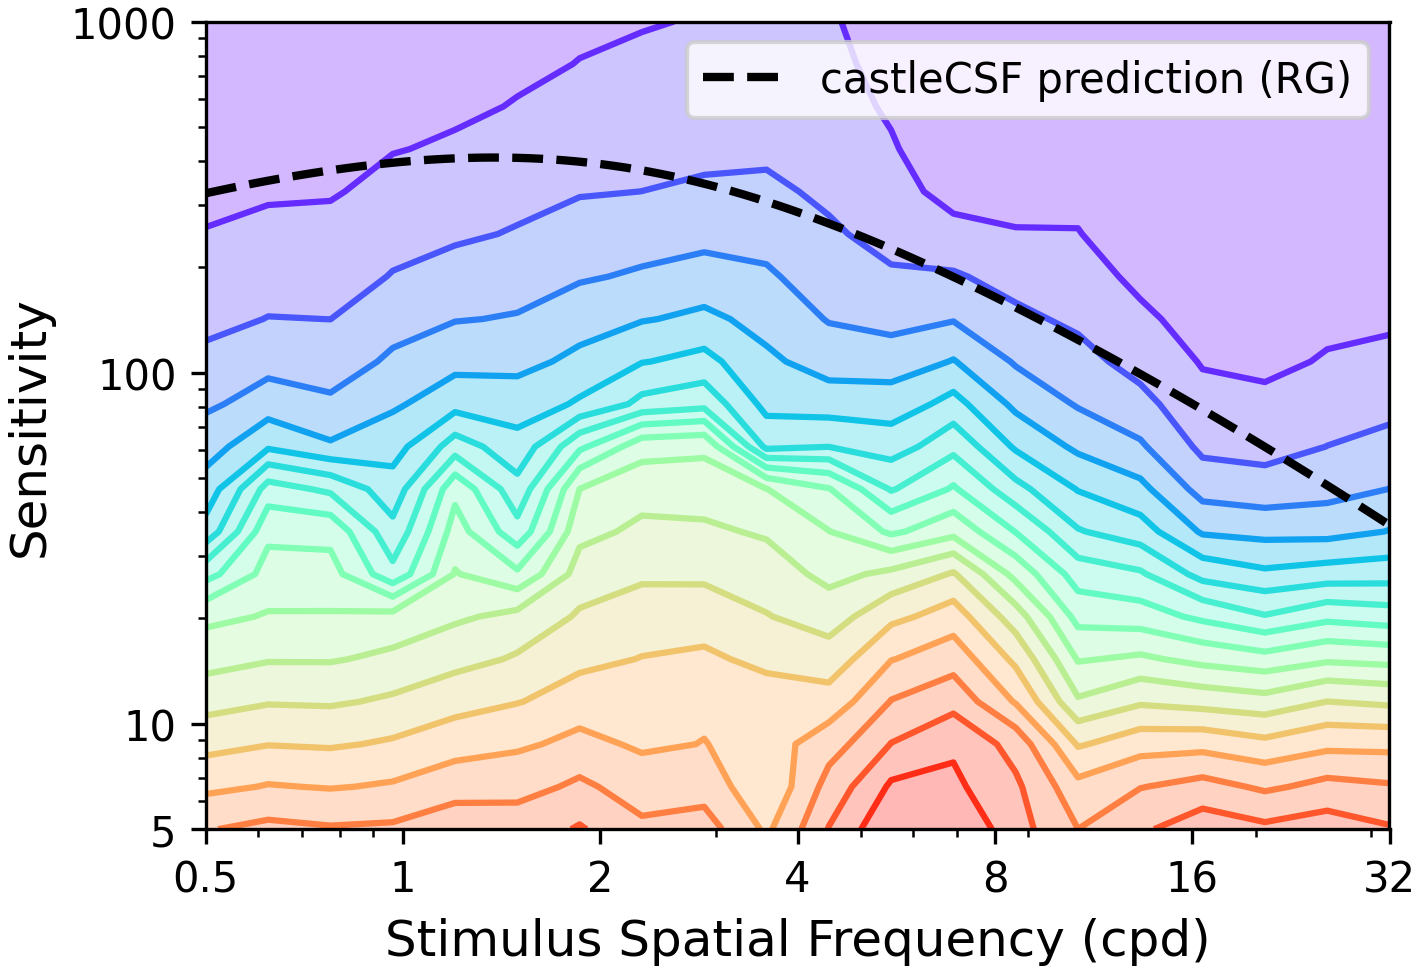 1000
100
10
5
Sensitivity
castleCSF prediction (RG)
0.5 1 2 4 8 16 32
Stimulus Spatial Frequency (cpd)